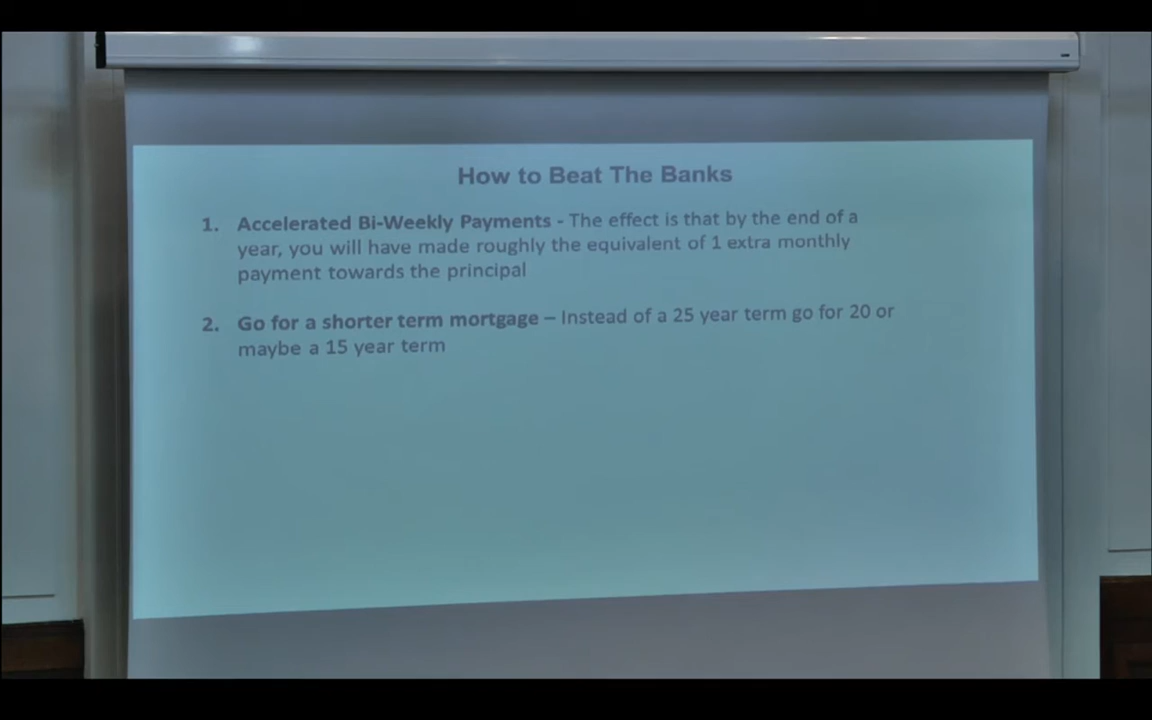 How to Beat The Banks
1. Accelerated Bi-Weekly Payments - The effect is that by the end of a
year, you will have made roughly the equivalent of 1 extra monthly
payment towards the principal
2. Go for a shorter term mortgage – Instead of a 25 year term go for 20 or
maybe a 15 year term